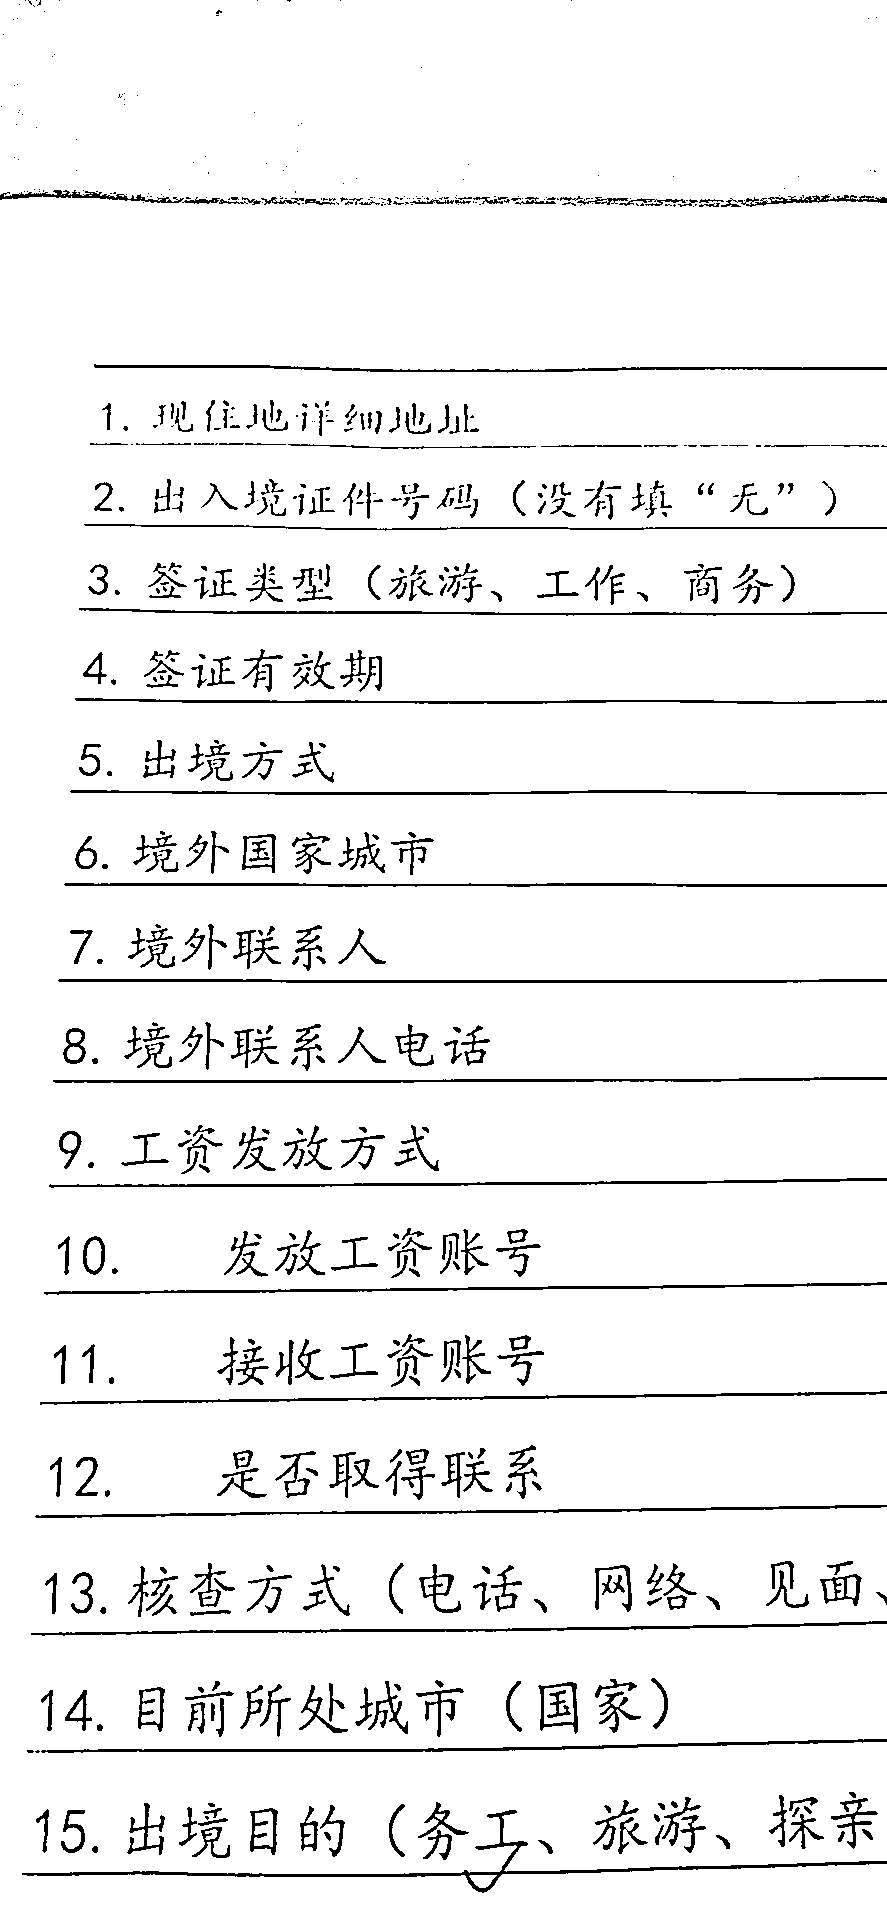 1. 现住地详细地址
2. 出入境证件号码（没有填“无”）
3. 签证类型（旅游、工作、商务）
4. 签证有效期
5. 出境方式
6. 境外国家城市
7. 境外联系人
8. 境外联系人电话
9. 工资发放方式
10. 发放工资账号
11. 接收工资账号
12. 是否取得联系
13. 核查方式（电话、网络、见面、
14. 目前所处城市（国家）
15. 出境目的（务工、旅游、探亲